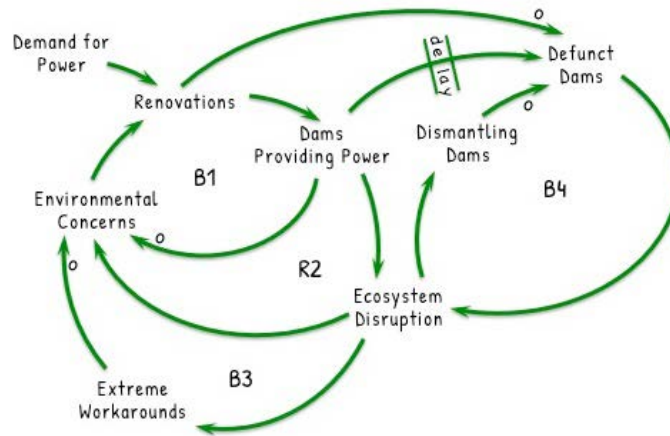 Demand for
Power
Renovations
o
delay
Defunct
Dams
Dams
Providing Power
Dismantling
Dams
o
B1
B4
Environmental
Concerns
o
o
R2
Ecosystem
Disruption
B3
Extreme
Workarounds